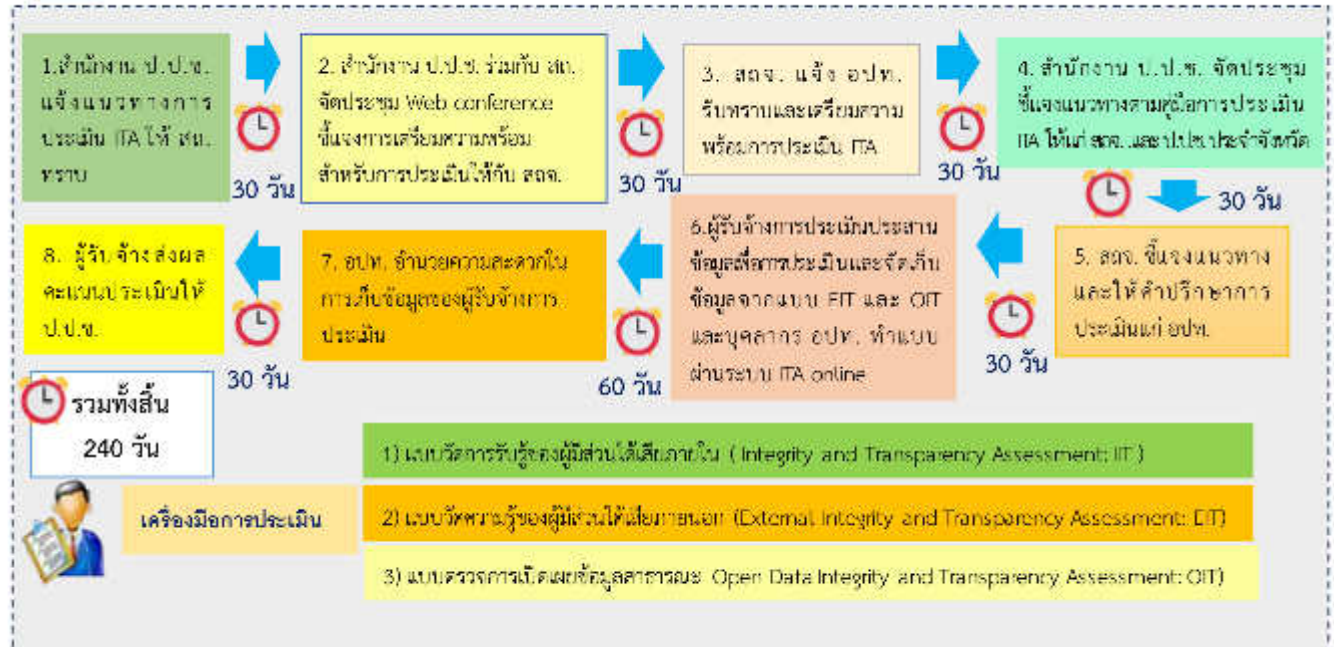 1.สำนักงาน ป.ป.ช.
แจ้งแนวทางการ
ประเมิน ITA ให้ สถ.
ทราบ
30 วัน
2. สำนักงาน ป.ป.ช. ร่วมกับ สถ.
จัดประชุม Web conference
ชี้แจงการเตรียมความพร้อม
สำหรับการประเมินให้กับ สถจ.
30 วัน
3. สถจ. แจ้ง อปท.
รับทราบและเตรียมความ
พร้อมการประเมิน ITA
30 วัน
4. สำนักงาน ป.ป.ช. จัดประชุม
ชี้แจงแนวทางตามคู่มือการประเมิน
ITA ให้แก่ สถจ. และ ป.ป.ช. ประจำจังหวัด
30 วัน
5. สถจ. ชี้แจงแนวทาง
และให้คำปรึกษาการ
ประเมินแก่ อปท.
30 วัน
6.ผู้รับจ้างการประเมินประสาน
ข้อมูลเพื่อการประเมินและจัดเก็บ
ข้อมูลจากแบบ EIT และ OIT
และบุคลากร อปท. ทำแบบ
ผ่านระบบ ITA online
60 วัน
7. อปท. อำนวยความสะดวกใน
การเก็บข้อมูลของผู้รับจ้างการ
ประเมิน
30 วัน
8. ผู้รับจ้างส่งผล
คะแนนประเมินให้
ป.ป.ช.
รวมทั้งสิ้น
240 วัน
เครื่องมือการประเมิน
1) แบบวัดการรับรู้ของผู้มีส่วนได้เสียภายใน ( Integrity and Transparency Assessment: IIT )
2) แบบวัดความรู้ของผู้มีส่วนได้เสียภายนอก (External Integrity and Transparency Assessment: EIT)
3) แบบตรวจการเปิดเผยข้อมูลสาธารณะ Open Data Integrity and Transparency Assessment: OIT)